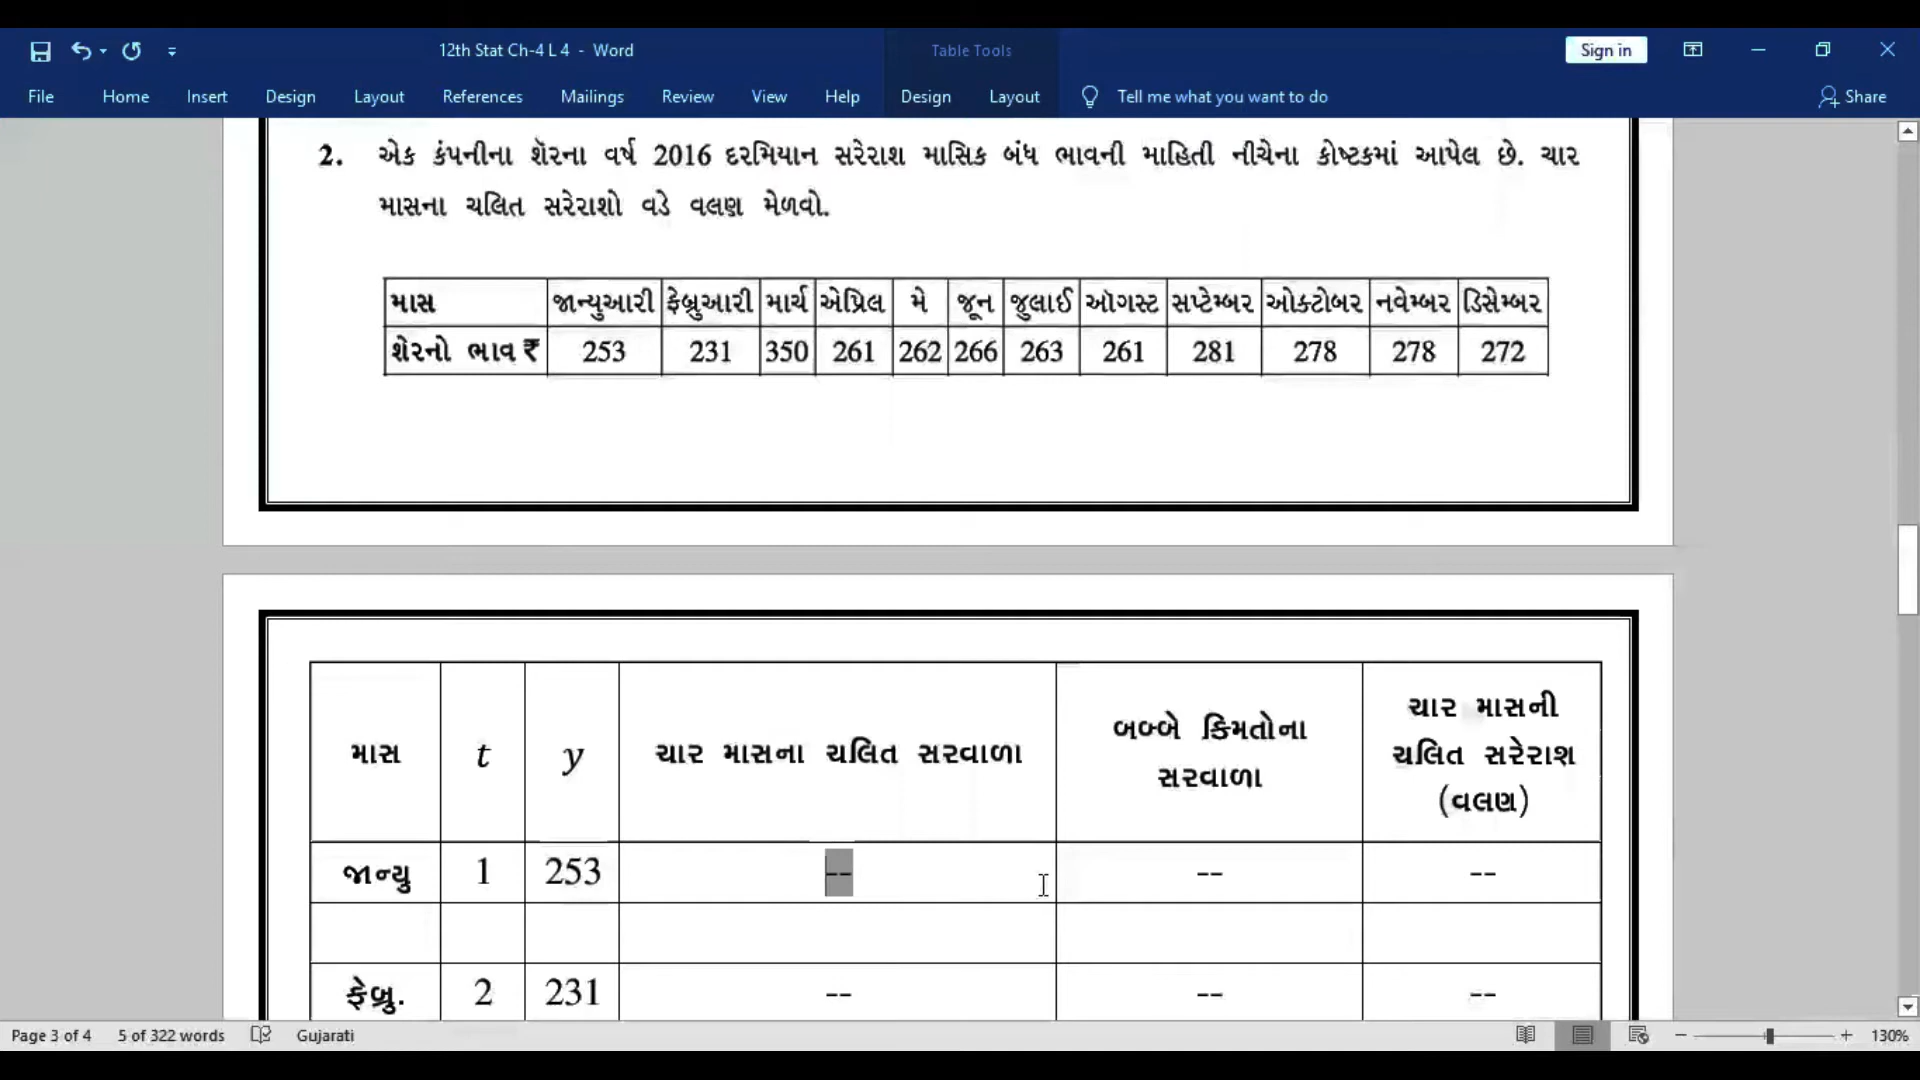 12th Stat Ch-4 L 4 - Word
Table Tools
Sign in
File Home Insert Design Layout References Mailings Review View Help Design Layout Tell me what you want to do Share
2. એક કંપનીના શૅરના વર્ષ 2016 દરમિયાન સરેરાશ માસિક બંધ ભાવની માહિતી નીચેના કોષ્ટકમાં આપેલ છે. ચાર
માસના ચલિત સરેરાશો વડે વલણ મેળવો.
માસ જાન્યુઆરી ફેબ્રુઆરી માર્ચ એપ્રિલ મે જૂન જુલાઈ ઑગસ્ટ સપ્ટેમ્બર ઓક્ટોબર નવેમ્બર ડિસેમ્બર
શેરનો ભાવ ₹ 253 231 350 261 262 266 263 261 281 278 278 272
માસ t y ચાર માસના ચલિત સરવાળા બબ્બે કિમતોના સરવાળા ચાર માસની ચલિત સરેરાશ (વલણ)
જાન્યુ 1 253 -- -- --
ફેબ્રુ. 2 231 -- -- --
Page 3 of 4 5 of 322 words Gujarati 130%